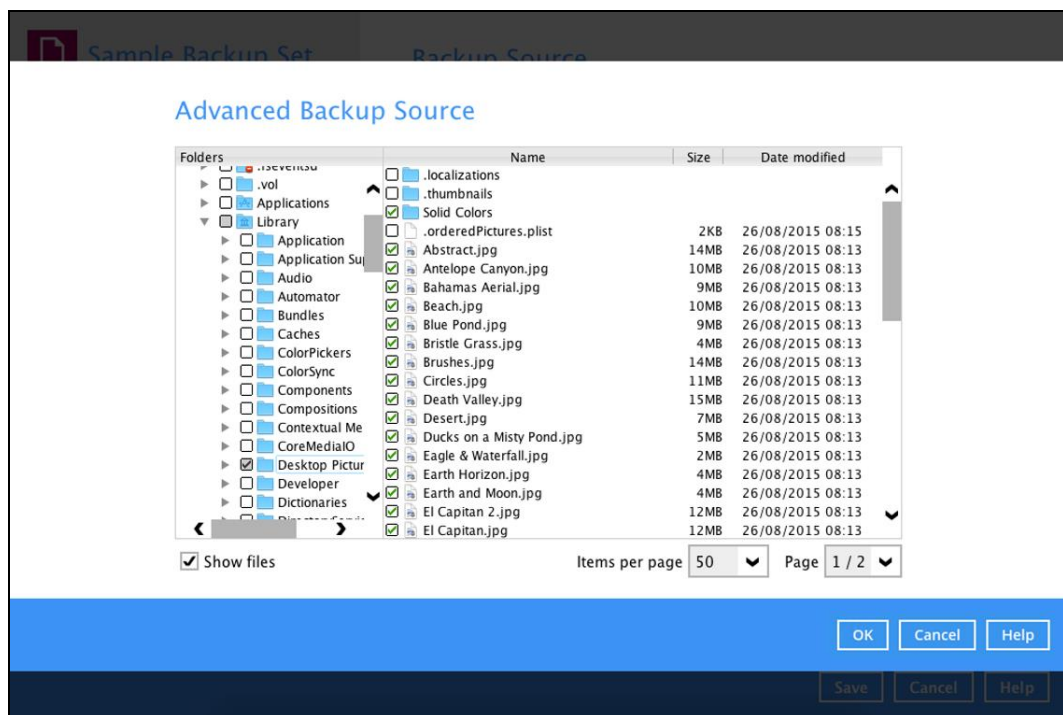 Sample Backup Set
Backup Source
Advanced Backup Source
Folders Name Size Date modified
.fseventsd
.vol
Applications
Library
Application
Application Su
Audio
Automator
Bundles
Caches
ColorPickers
ColorSync
Components
Compositions
Contextual Me
CoreMediaIO
Desktop Pictur
Developer
Dictionaries
.localizations
.thumbnails
Solid Colors
.orderedPictures.plist 2KB 26/08/2015 08:15
Abstract.jpg 14MB 26/08/2015 08:13
Antelope Canyon.jpg 10MB 26/08/2015 08:13
Bahamas Aerial.jpg 9MB 26/08/2015 08:13
Beach.jpg 10MB 26/08/2015 08:13
Blue Pond.jpg 9MB 26/08/2015 08:13
Bristle Grass.jpg 4MB 26/08/2015 08:13
Brushes.jpg 14MB 26/08/2015 08:13
Circles.jpg 11MB 26/08/2015 08:13
Death Valley.jpg 15MB 26/08/2015 08:13
Desert.jpg 7MB 26/08/2015 08:13
Ducks on a Misty Pond.jpg 5MB 26/08/2015 08:13
Eagle & Waterfall.jpg 2MB 26/08/2015 08:13
Earth Horizon.jpg 4MB 26/08/2015 08:13
Earth and Moon.jpg 4MB 26/08/2015 08:13
El Capitan 2.jpg 12MB 26/08/2015 08:13
El Capitan.jpg 12MB 26/08/2015 08:13
Show files Items per page 50 Page 1 / 2
OK Cancel Help
Save Cancel Help